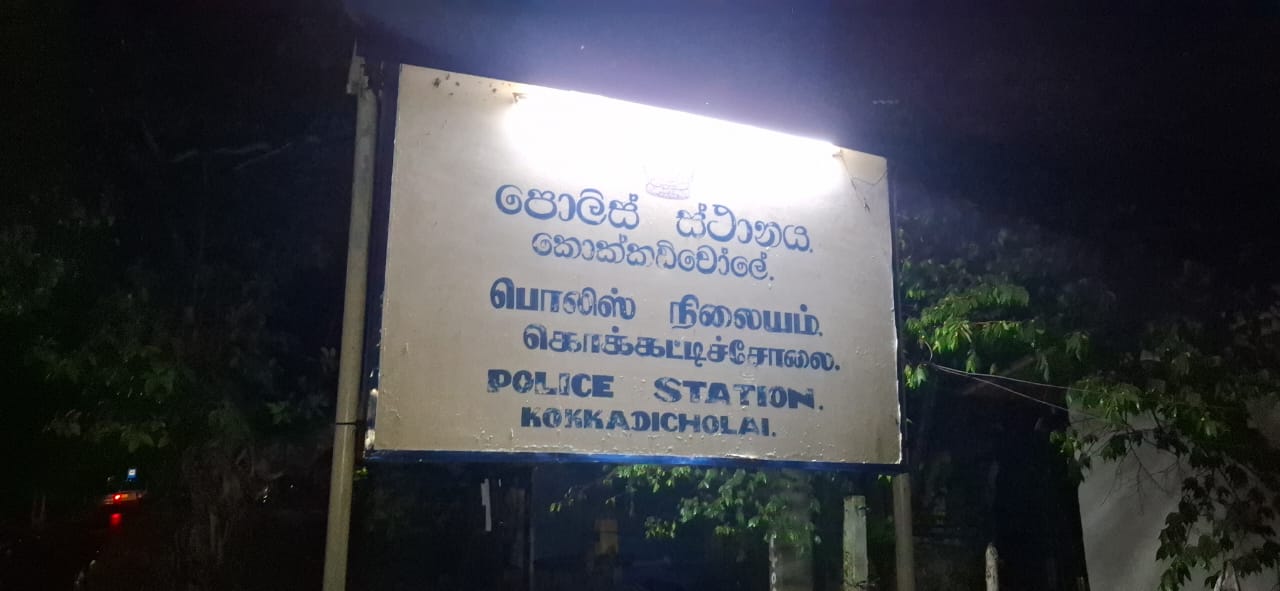 පොලිස් ස්ථානය.
කොක්කඩිචෝලේ.
பொலிஸ் நிலையம்.
கொக்கட்டிச்சோலை.
POLICE STATION.
KOKKADICHOLAI.